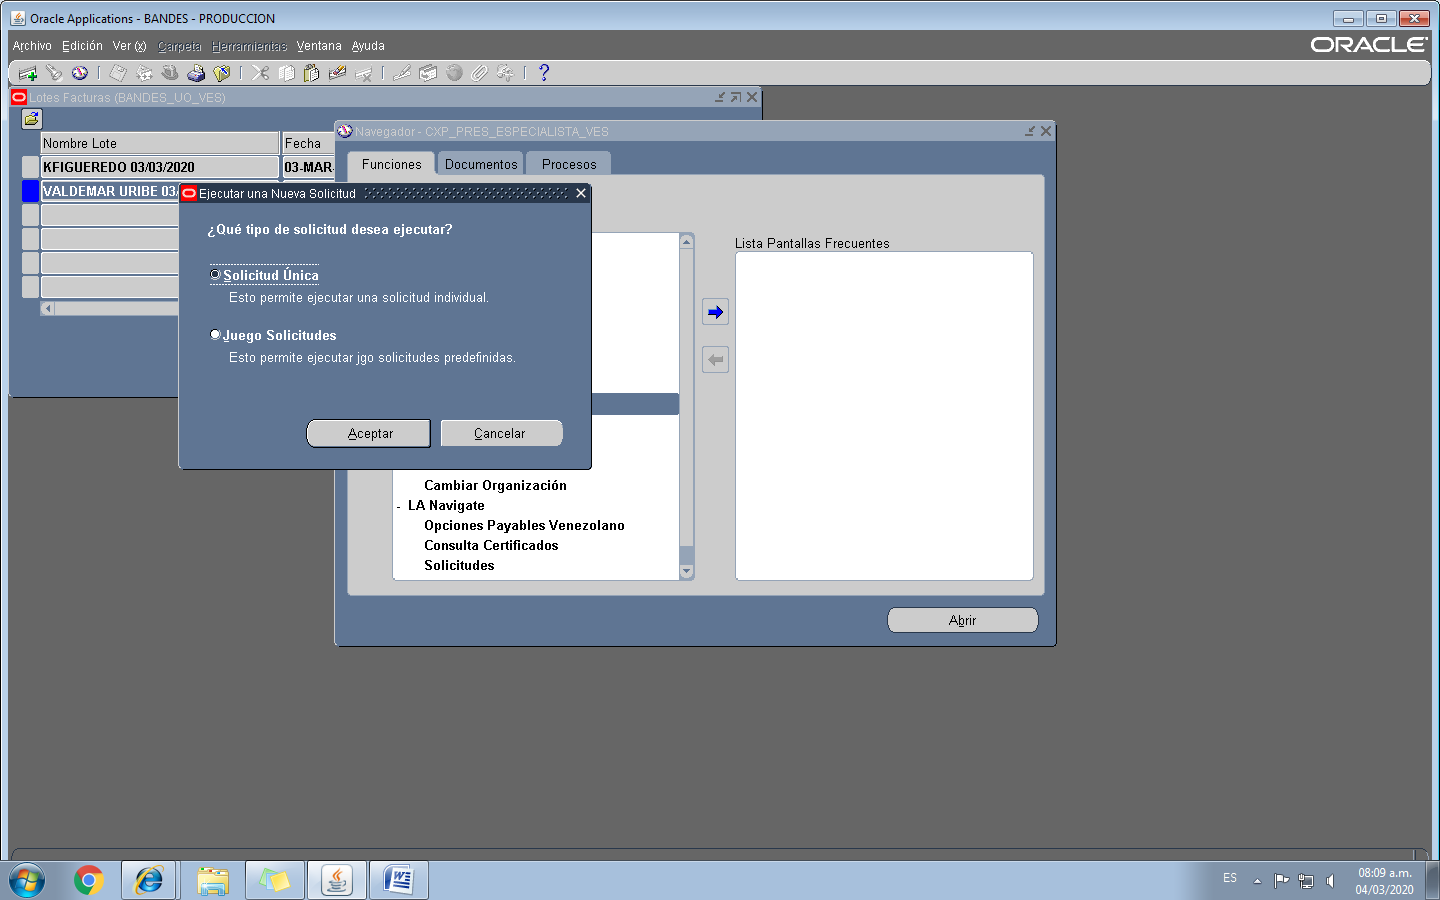 Oracle Applications - BANDES - PRODUCCION
Archivo Edición Ver (x) Carpeta Herramientas Ventana Ayuda
ORACLE
Lotes Facturas (BANDES_UO_VES)
Nombre Lote Fecha
KFIGUEREDO 03/03/2020 03-MAR-
VALDEMAR URIBE 03/
Navegador - CXP_PRES_ESPECIALISTA_VES
Funciones Documentos Procesos
Ejecutar una Nueva Solicitud
¿Qué tipo de solicitud desea ejecutar?
Solicitud Única
Esto permite ejecutar una solicitud individual.
Juego Solicitudes
Esto permite ejecutar jgo solicitudes predefinidas.
Aceptar Cancelar
Lista Pantallas Frecuentes
Cambiar Organización
- LA Navigate
Opciones Payables Venezolano
Consulta Certificados
Solicitudes
Abrir
ES
08:09 a.m.
04/03/2020